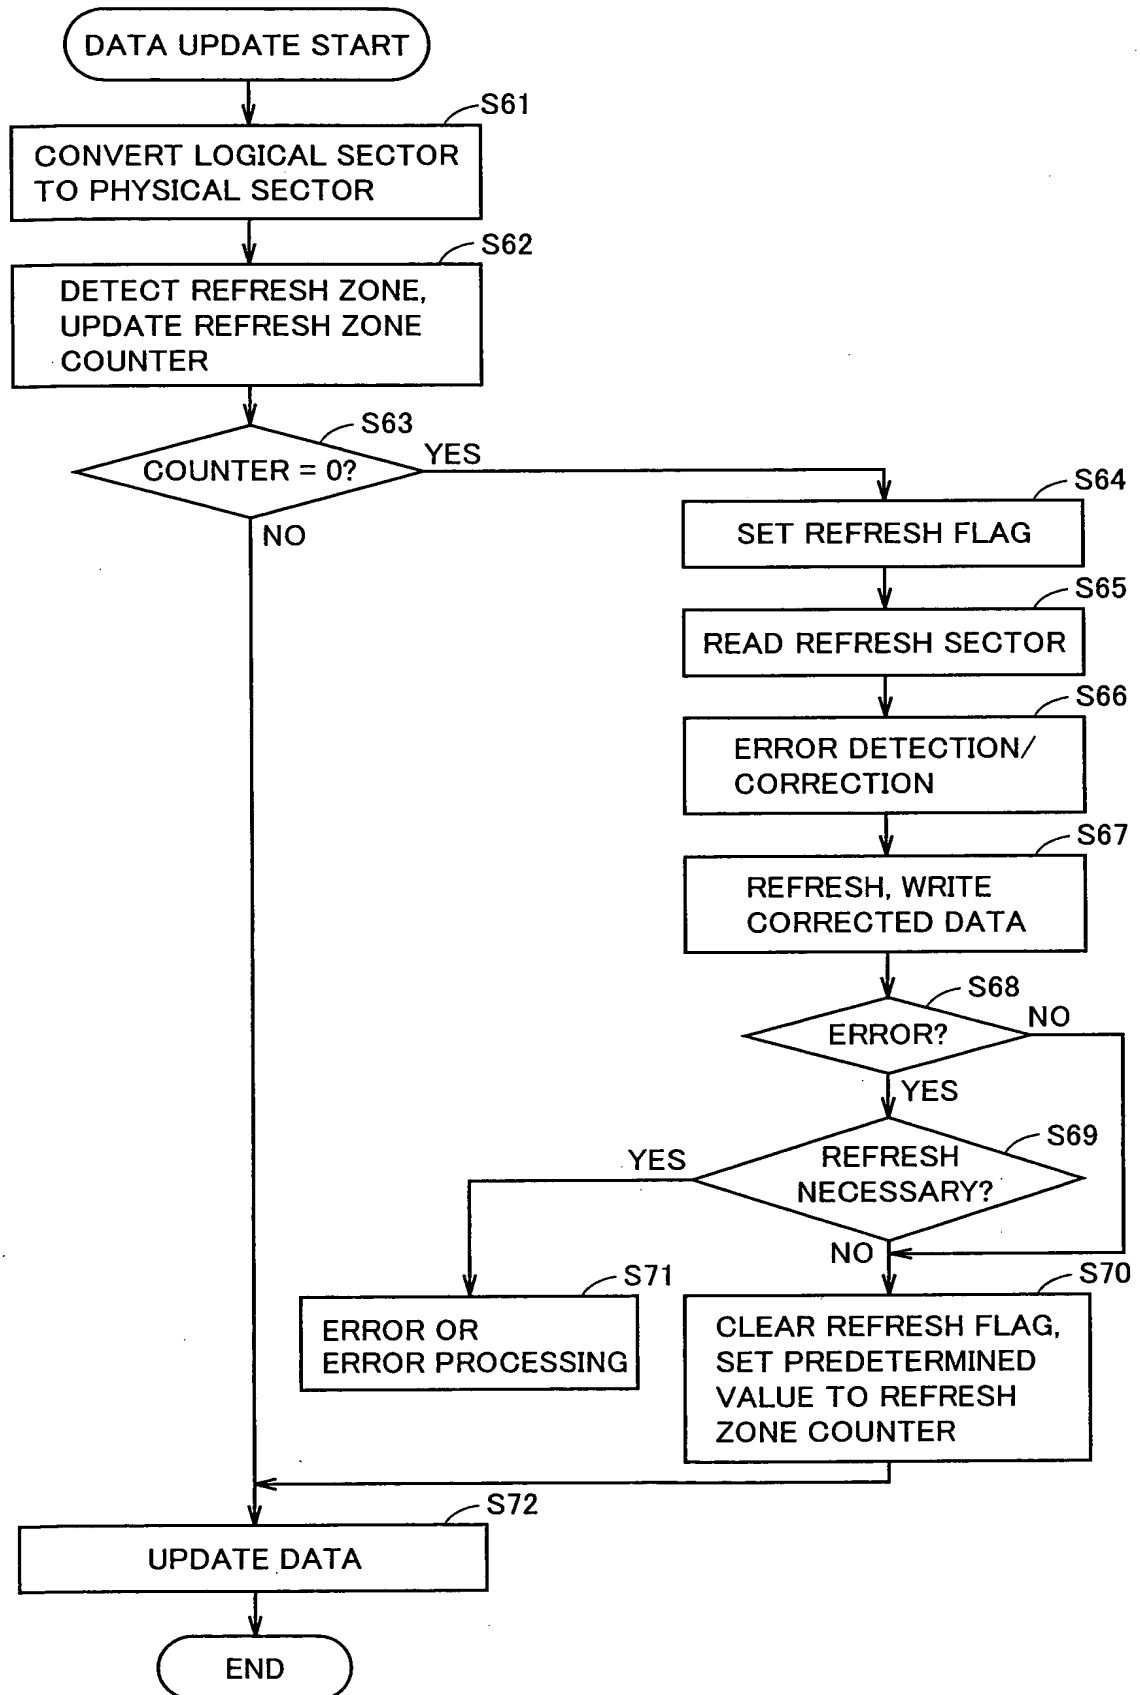 DATA UPDATE START
S61
CONVERT LOGICAL SECTOR
TO PHYSICAL SECTOR
S62
DETECT REFRESH ZONE,
UPDATE REFRESH ZONE
COUNTER
S63
COUNTER = 0?
YES
NO
S64
SET REFRESH FLAG
S65
READ REFRESH SECTOR
S66
ERROR DETECTION/
CORRECTION
S67
REFRESH, WRITE
CORRECTED DATA
S68
ERROR?
NO
YES
S69
REFRESH
NECESSARY?
YES
NO
S71
ERROR OR
ERROR PROCESSING
S70
CLEAR REFRESH FLAG,
SET PREDETERMINED
VALUE TO REFRESH
ZONE COUNTER
S72
UPDATE DATA
END